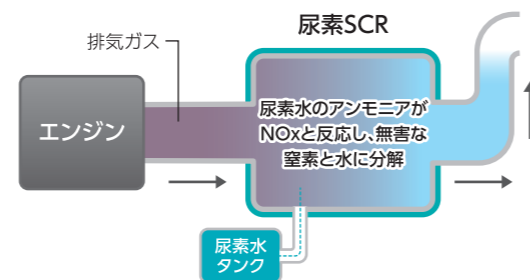 尿素SCR
排気ガス
エンジン
尿素水のアンモニアが
NOxと反応し、無害な
窒素と水に分解
尿素水
タンク